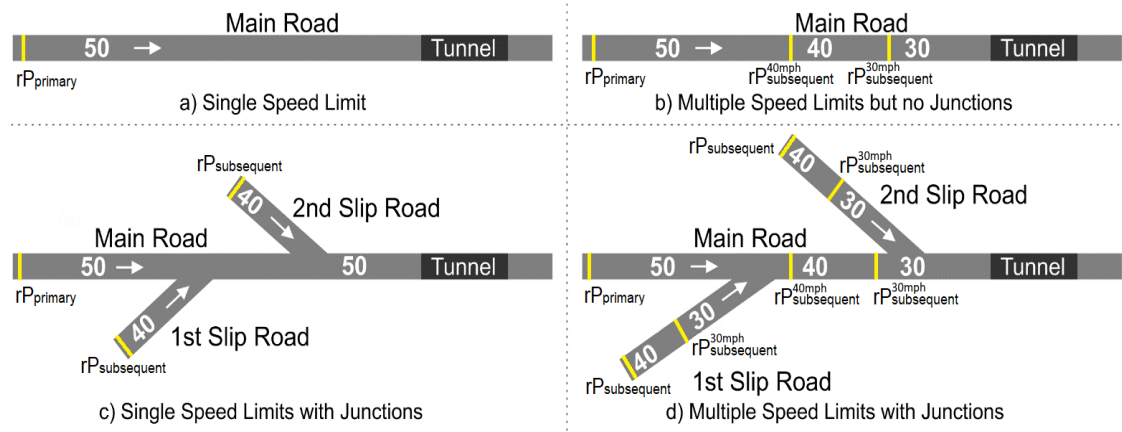 Main Road
50 Tunnel
rPprimary
a) Single Speed Limit
Main Road
50 40 30 Tunnel
rPprimary rP40mph subsequent rP30mph subsequent
b) Multiple Speed Limits but no Junctions
rPsubsequent
40
2nd Slip Road
Main Road
50 50 Tunnel
rPprimary
40
1st Slip Road
rPsubsequent
c) Single Speed Limits with Junctions
rPsubsequent
40 rP30mph subsequent
30 2nd Slip Road
Main Road
50 40 30 Tunnel
rPprimary rP40mph subsequent rP30mph subsequent
30
40 rP30mph subsequent
rPsubsequent
1st Slip Road
d) Multiple Speed Limits with Junctions